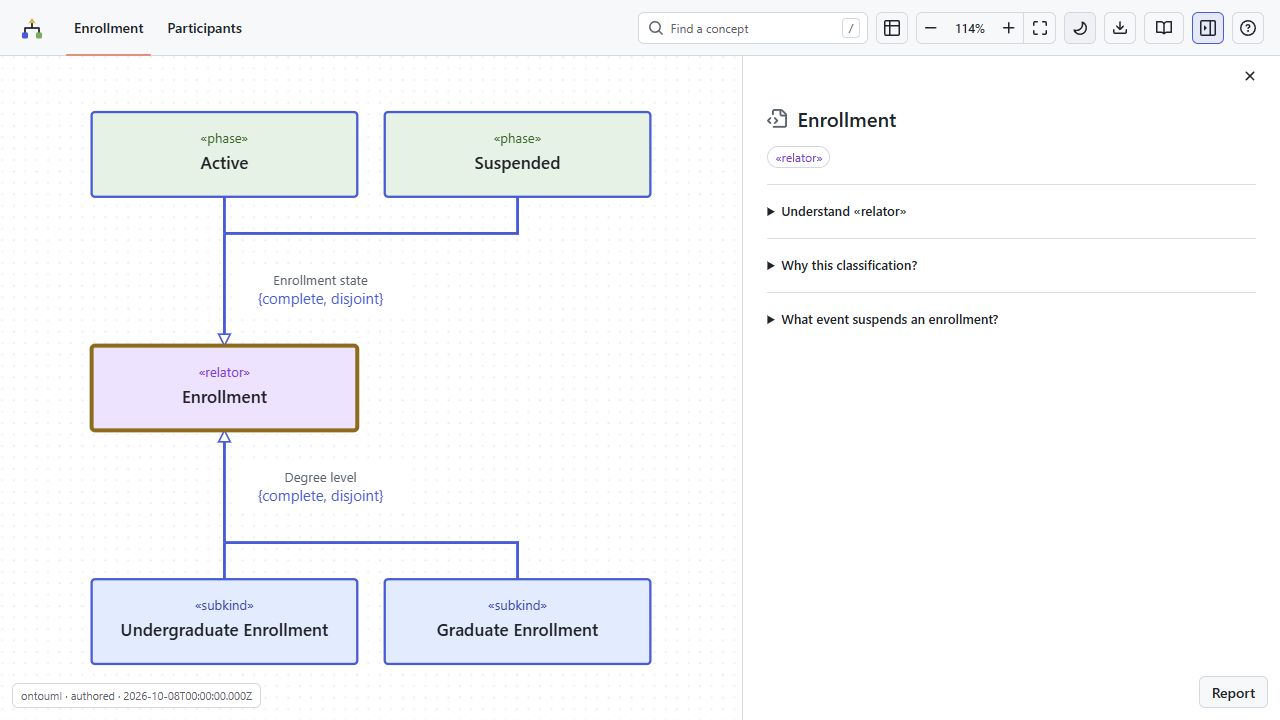 Enrollment
Participants
Find a concept
/
114%
«phase»
Active
«phase»
Suspended
Enrollment state
{complete, disjoint}
«relator»
Enrollment
Degree level
{complete, disjoint}
«subkind»
Undergraduate Enrollment
«subkind»
Graduate Enrollment
ontouml · authored · 2026-10-08T00:00:00.000Z
Enrollment
«relator»
Understand «relator»
Why this classification?
What event suspends an enrollment?
Report